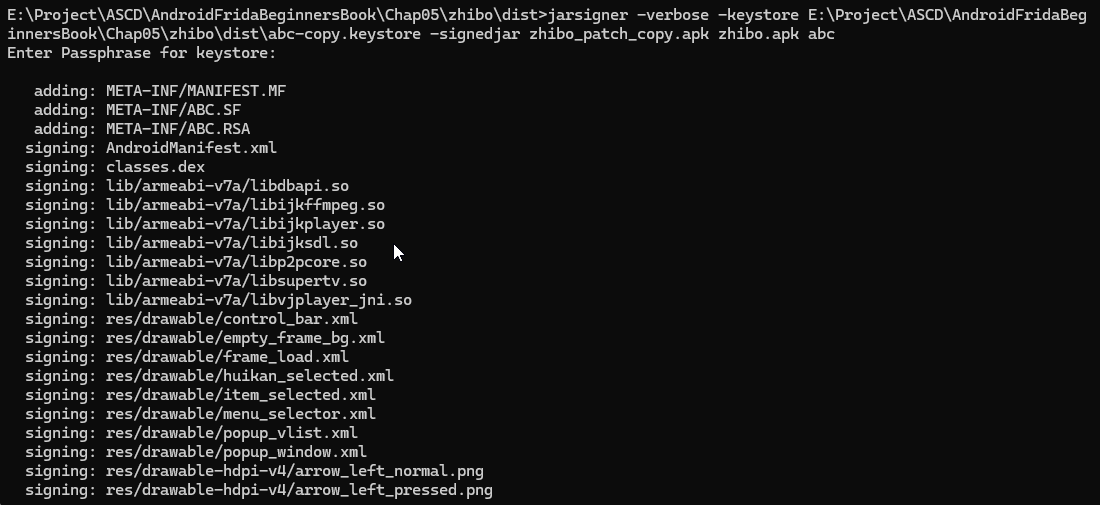 E:\Project\ASCD\AndroidFridaBeginnersBook\Chap05\zhibo\dist>jarsigner -verbose -keystore E:\Project\ASCD\AndroidFridaBeg
innersBook\Chap05\zhibo\dist\abc-copy.keystore -signedjar zhibo_patch_copy.apk zhibo.apk abc
Enter Passphrase for keystore:
adding: META-INF/MANIFEST.MF
adding: META-INF/ABC.SF
adding: META-INF/ABC.RSA
signing: AndroidManifest.xml
signing: classes.dex
signing: lib/armeabi-v7a/libdbapi.so
signing: lib/armeabi-v7a/libijkffmpeg.so
signing: lib/armeabi-v7a/libijkplayer.so
signing: lib/armeabi-v7a/libijksdl.so
signing: lib/armeabi-v7a/libp2pcore.so
signing: lib/armeabi-v7a/libsupertv.so
signing: lib/armeabi-v7a/libvjplayer_jni.so
signing: res/drawable/control_bar.xml
signing: res/drawable/empty_frame_bg.xml
signing: res/drawable/frame_load.xml
signing: res/drawable/huikan_selected.xml
signing: res/drawable/item_selected.xml
signing: res/drawable/menu_selector.xml
signing: res/drawable/popup_vlist.xml
signing: res/drawable/popup_window.xml
signing: res/drawable-hdpi-v4/arrow_left_normal.png
signing: res/drawable-hdpi-v4/arrow_left_pressed.png